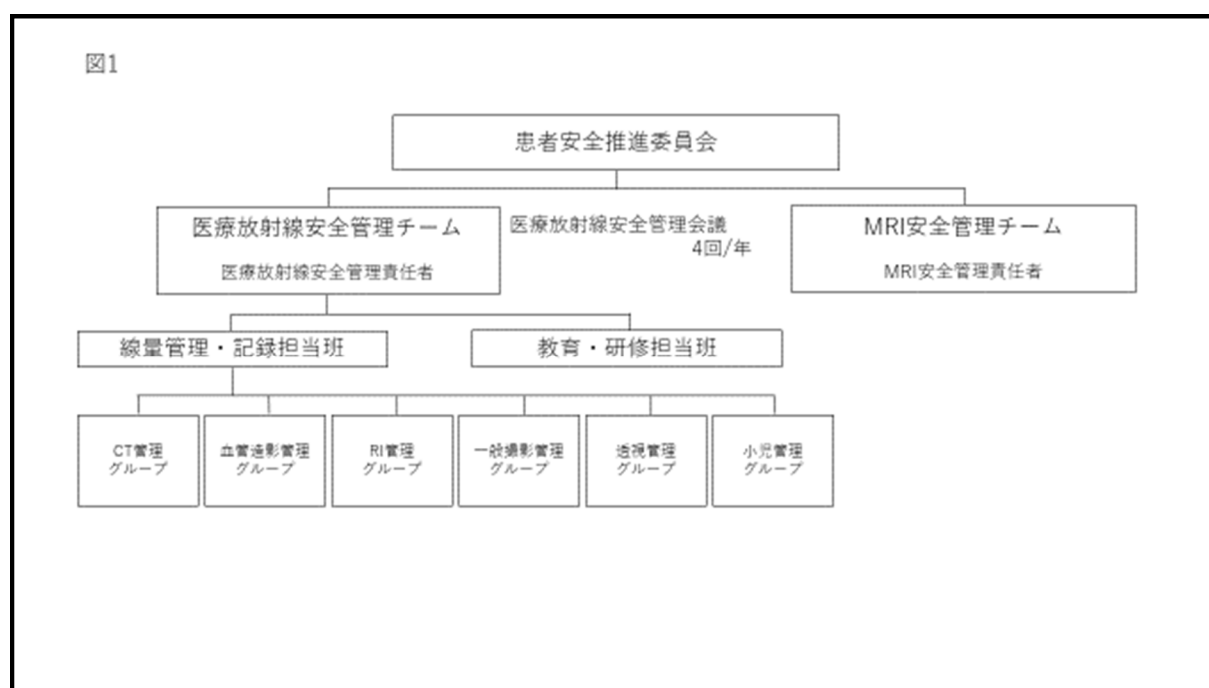 図1
患者安全推進委員会
医療放射線安全管理チーム
医療放射線安全管理責任者
医療放射線安全管理会議
4回/年
MRI安全管理チーム
MRI安全管理責任者
線量管理・記録担当班
教育・研修担当班
CT管理
グループ
血管造影管理
グループ
RI管理
グループ
一般撮影管理
グループ
透視管理
グループ
小児管理
グループ